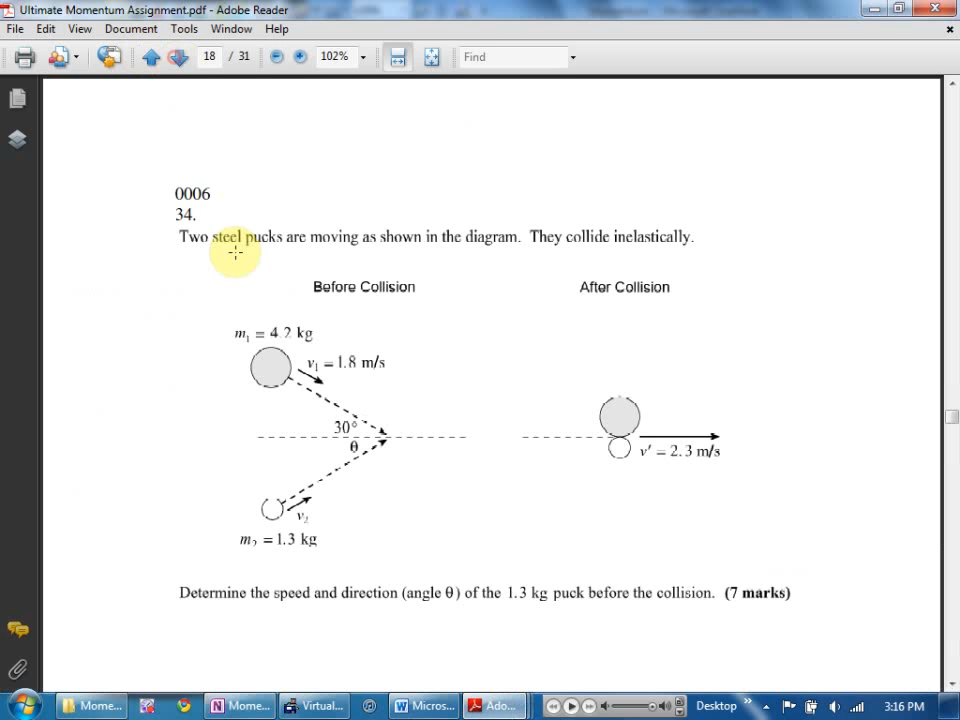 Ultimate Momentum Assignment.pdf - Adobe Reader
File Edit View Document Tools Window Help
18 / 31 102% Find
0006
34.
Two steel pucks are moving as shown in the diagram. They collide inelastically.
Before Collision After Collision
m₁ = 4.2 kg
v₁ = 1.8 m/s
30°
θ
v′ = 2.3 m/s
v₂
m₂ = 1.3 kg
Determine the speed and direction (angle θ) of the 1.3 kg puck before the collision. (7 marks)
Mome... Mome... Virtual... Micros... Ado... Desktop 3:16 PM